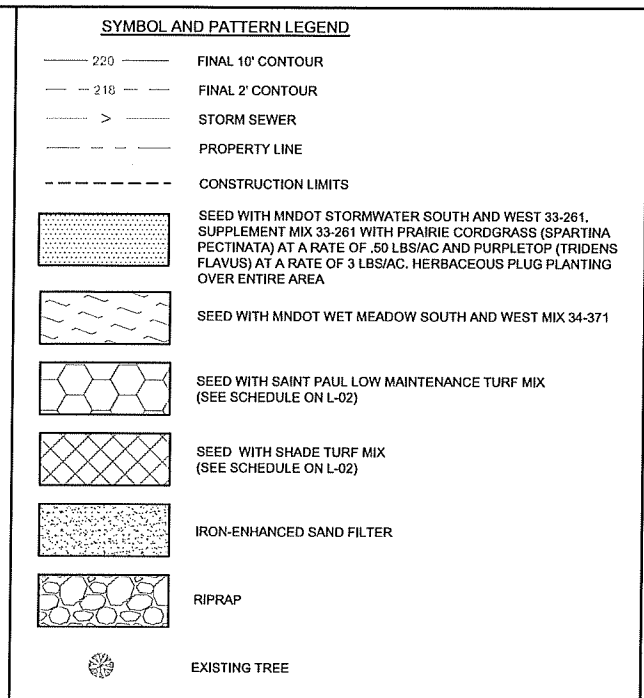 SYMBOL AND PATTERN LEGEND
220 FINAL 10' CONTOUR
218 FINAL 2' CONTOUR
> STORM SEWER
PROPERTY LINE
CONSTRUCTION LIMITS
SEED WITH MNDOT STORMWATER SOUTH AND WEST 33-261.
SUPPLEMENT MIX 33-261 WITH PRAIRIE CORDGRASS (SPARTINA
PECTINATA) AT A RATE OF .50 LBS/AC AND PURPLETOP (TRIDENS
FLAVUS) AT A RATE OF 3 LBS/AC. HERBACEOUS PLUG PLANTING
OVER ENTIRE AREA
SEED WITH MNDOT WET MEADOW SOUTH AND WEST MIX 34-371
SEED WITH SAINT PAUL LOW MAINTENANCE TURF MIX
(SEE SCHEDULE ON L-02)
SEED WITH SHADE TURF MIX
(SEE SCHEDULE ON L-02)
IRON-ENHANCED SAND FILTER
RIPRAP
EXISTING TREE